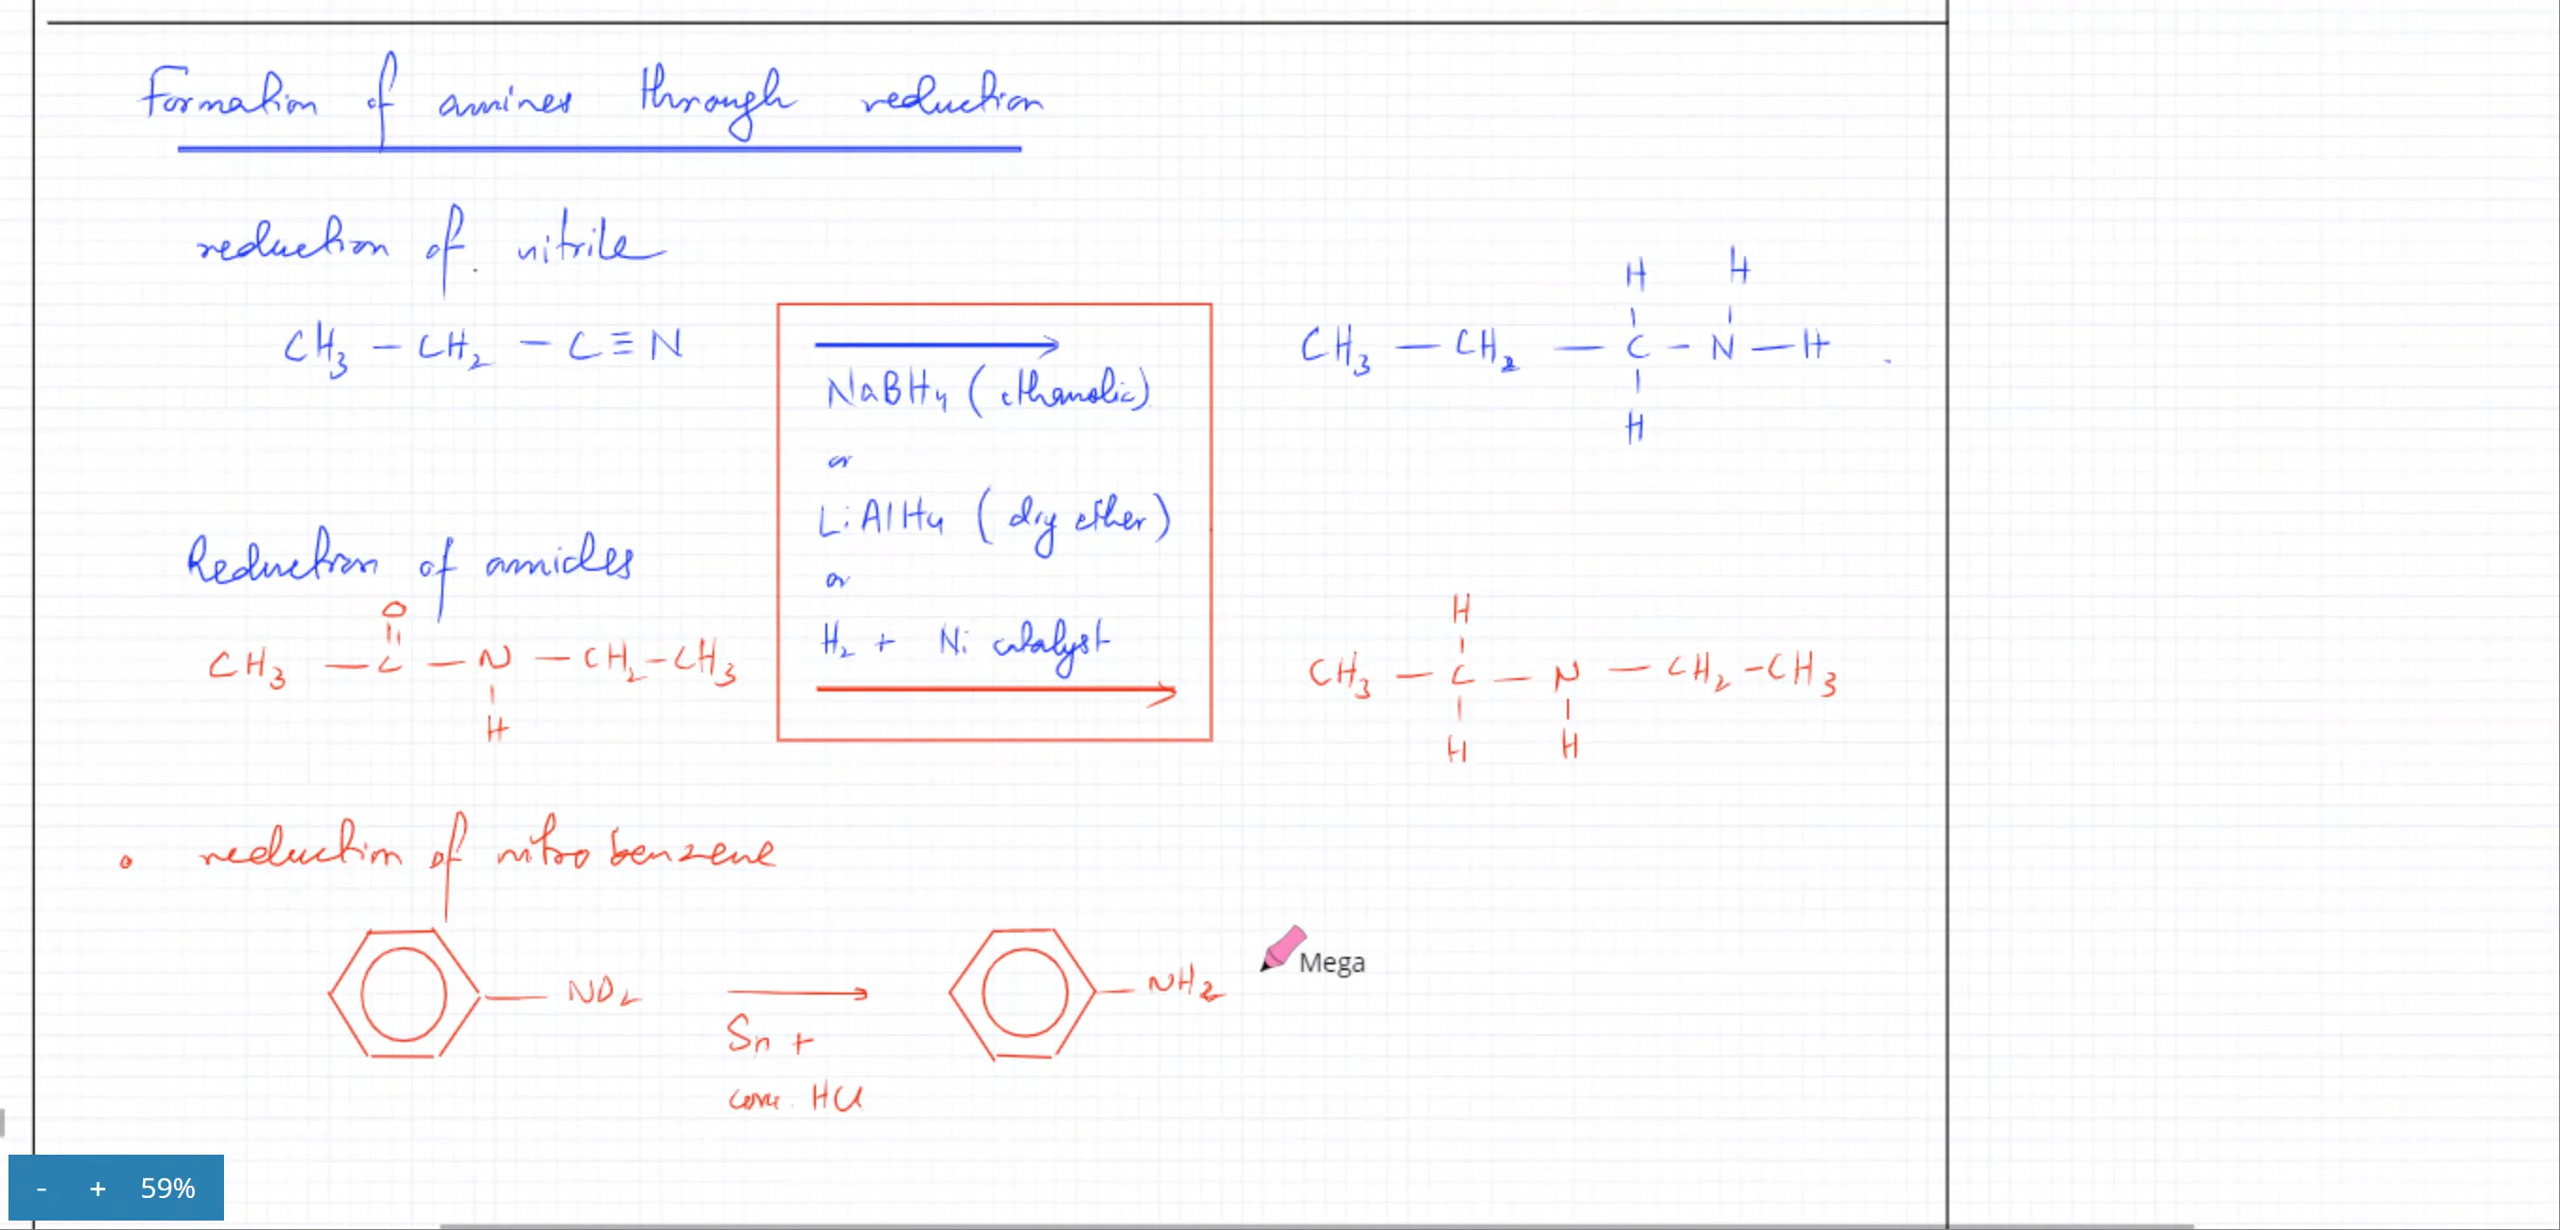 Formation of amines through reduction
reduction of nitrile
H H
CH₃ – CH₂ – C≡N
CH₃ – CH₂ – C – N – H
NaBH₄ (ethanolic)
H
or
LiAlH₄ (dry ether)
Reduction of amides
or
O
H
H₂ + Ni catalyst
CH₃ – C – N – CH₂ – CH₃
CH₃ – C – N – CH₂ – CH₃
H
H H
• reduction of nitrobenzene
– NO₂
– NH₂
Mega
Sn +
conc. HCl
- + 59%